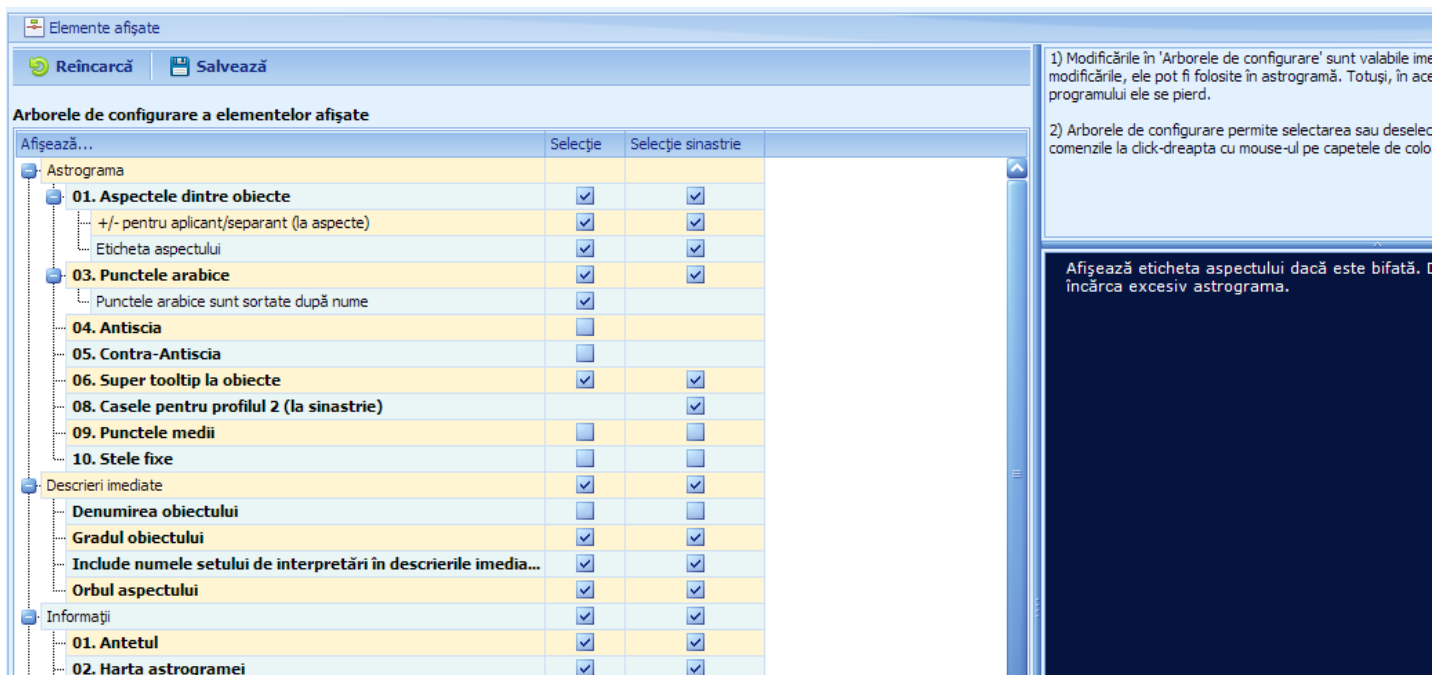 Elemente afişate
Reîncarcă Salvează
Arborele de configurare a elementelor afişate
Afişează... Selecţie Selecţie sinastrie
Astrograma
01. Aspectele dintre obiecte
+/- pentru aplicant/separant (la aspecte)
Eticheta aspectului
03. Punctele arabice
Punctele arabice sunt sortate după nume
04. Antiscia
05. Contra-Antiscia
06. Super tooltip la obiecte
08. Casele pentru profilul 2 (la sinastrie)
09. Punctele medii
10. Stele fixe
Descrieri imediate
Denumirea obiectului
Gradul obiectului
Include numele setului de interpretări în descrierile imedia...
Orbul aspectului
Informaţii
01. Antetul
02. Harta astrogramei
1) Modificările în 'Arborele de configurare' sunt valabile ime
modificările, ele pot fi folosite în astrogramă. Totuşi, în ace
programului ele se pierd.
2) Arborele de configurare permite selectarea sau deselec
comenzile la click-dreapta cu mouse-ul pe capetele de colo
Afişează eticheta aspectului dacă este bifată. D
încărca excesiv astrograma.